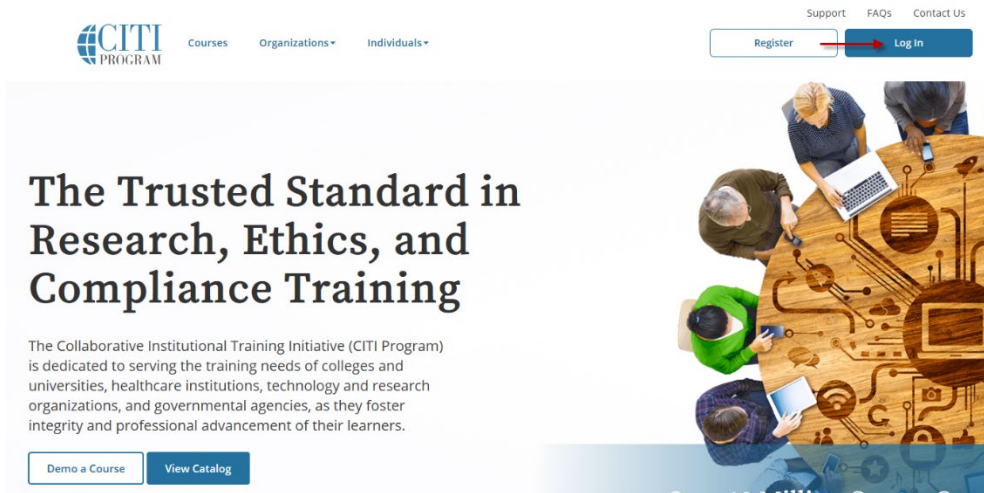 Support FAQs Contact Us
CITI PROGRAM
Courses Organizations Individuals
Register Log In
The Trusted Standard in
Research, Ethics, and
Compliance Training
The Collaborative Institutional Training Initiative (CITI Program)
is dedicated to serving the training needs of colleges and
universities, healthcare institutions, technology and research
organizations, and governmental agencies, as they foster
integrity and professional advancement of their learners.
Demo a Course View Catalog